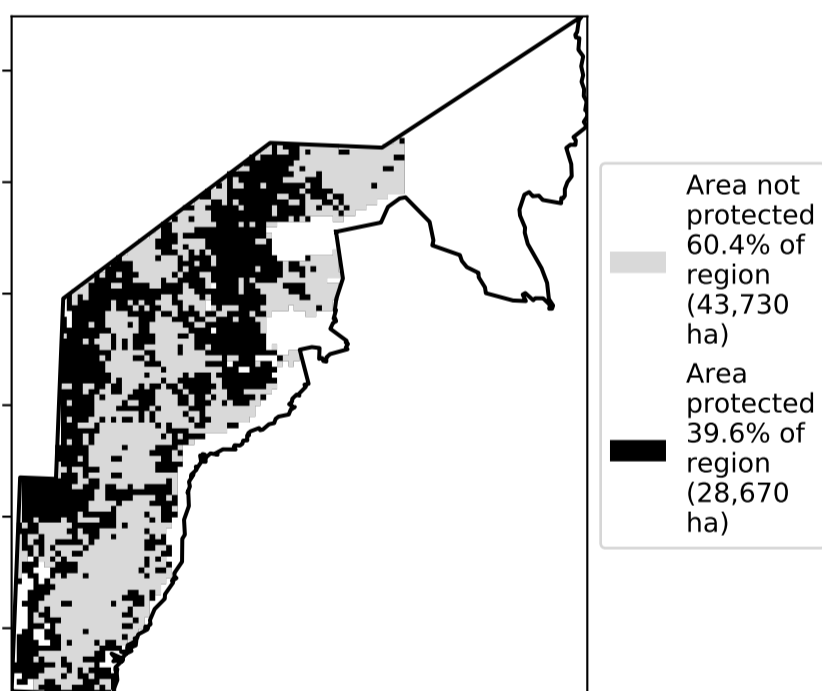 Area not
protected
60.4% of
region
(43,730
ha)
Area
protected
39.6% of
region
(28,670
ha)